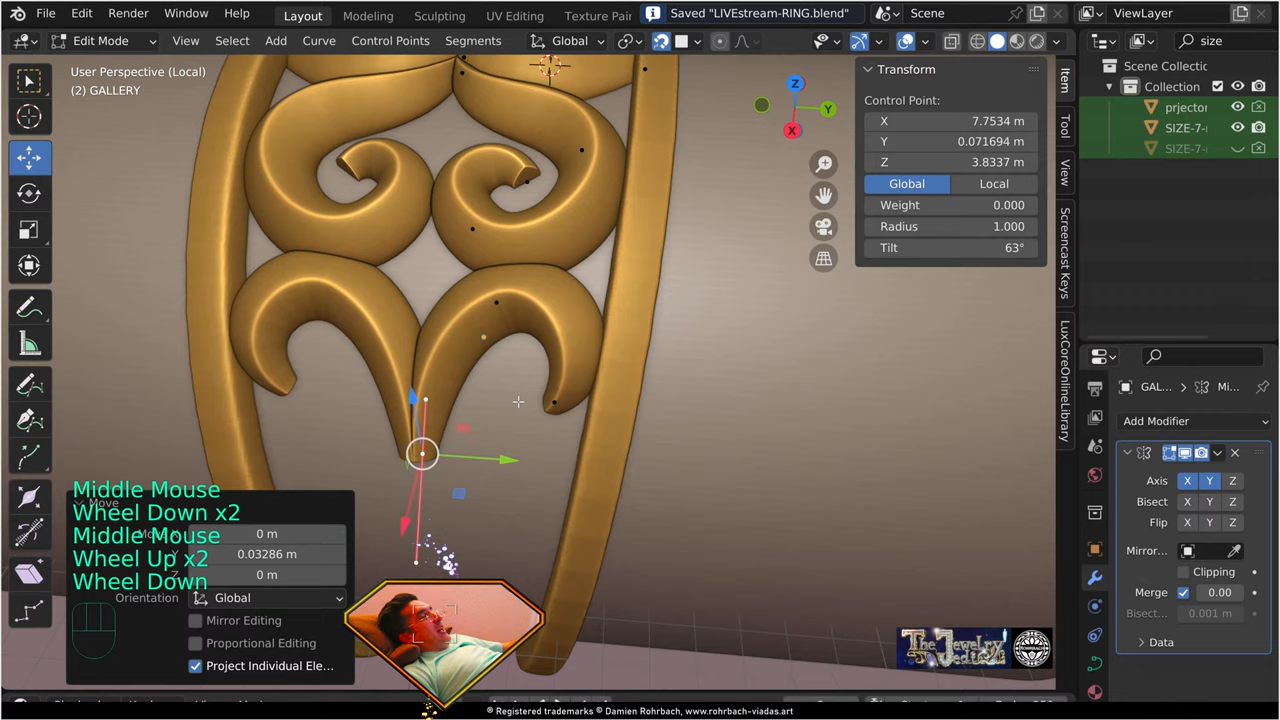 File Edit Render Window Help Layout Modeling Sculpting UV Editing Texture Pai Saved "LIVEstream-RING.blend" Scene ViewLayer
Edit Mode View Select Add Curve Control Points Segments Global size
User Perspective (Local)
(2) GALLERY
Transform
Control Point:
X 7.7534 m
Y 0.071694 m
Z 3.8337 m
Global Local
Weight 0.000
Radius 1.000
Tilt 63°
Item
Tool
View
Screencast Keys
LuxCoreOnlineLibrary
Z
Y
X
Scene Collectic
Collection
prjector
SIZE-7-
SIZE-7-
GAL... Mi...
Add Modifier
Axis X Y Z
Bisect X Y Z
Flip X Y Z
Mirror...
Clipping
Merge 0.00
Bisect... 0.001 m
Data
Middle Mouse
Wheel Down x2
Middle Mouse
Wheel Up x2
Wheel Down
Move
0 m
Y 0.03286 m
0 m
Orientation Global
Mirror Editing
Proportional Editing
Project Individual Ele...
The Jewelry Jedi
ROHRBACH
® Registered trademarks © Damien Rohrbach, www.rohrbach-viadas.art